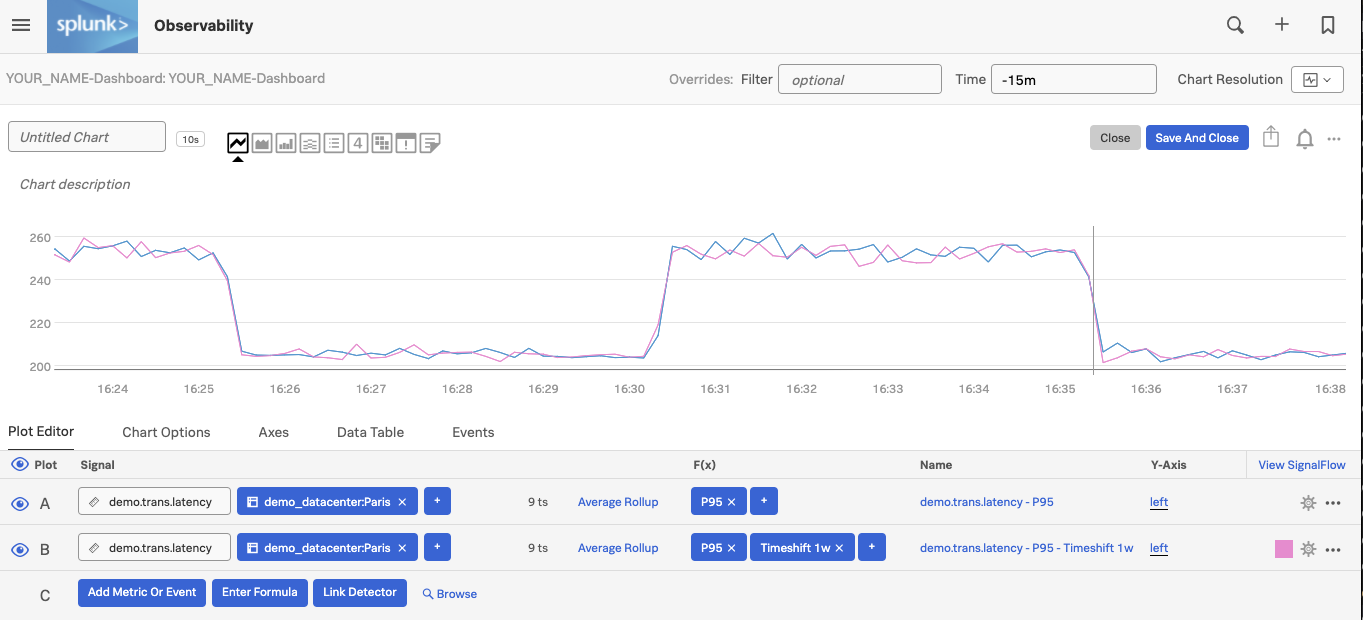 splunk> Observability
YOUR_NAME-Dashboard: YOUR_NAME-Dashboard Overrides: Filter optional Time -15m Chart Resolution
Untitled Chart 10s 4 Close Save And Close
Chart description
260
240
220
200
16:24 16:25 16:26 16:27 16:28 16:29 16:30 16:31 16:32 16:33 16:34 16:35 16:36 16:37 16:38
Plot Editor Chart Options Axes Data Table Events
Plot Signal F(x) Name Y-Axis View SignalFlow
A demo.trans.latency demo_datacenter:Paris × + 9 ts Average Rollup P95 × + demo.trans.latency - P95 left
B demo.trans.latency demo_datacenter:Paris × + 9 ts Average Rollup P95 × Timeshift 1w × + demo.trans.latency - P95 - Timeshift 1w left
C Add Metric Or Event Enter Formula Link Detector Browse